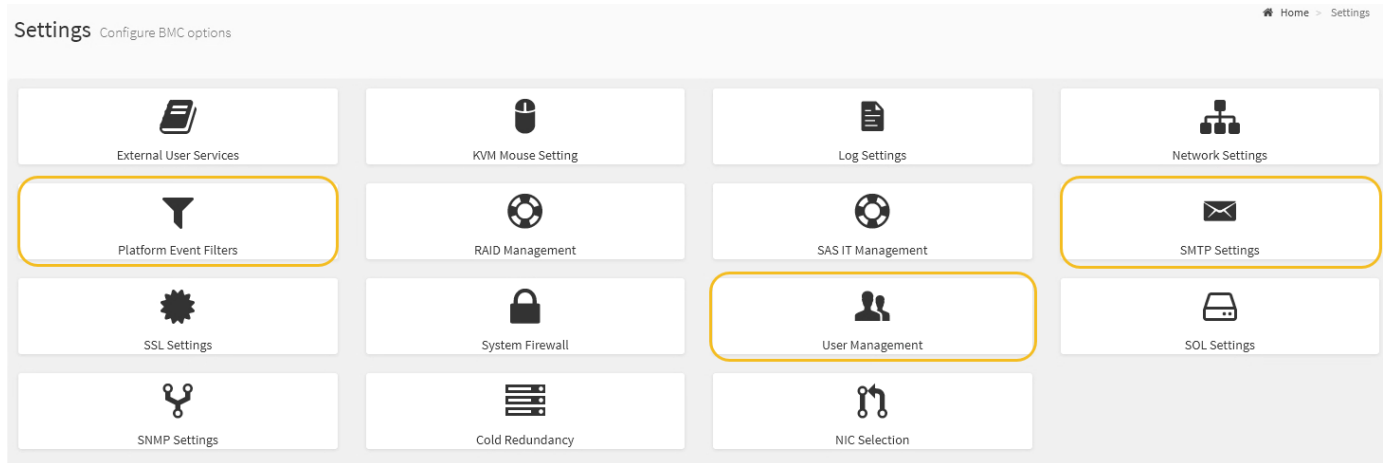 Settings Configure BMC options
Home > Settings
External User Services
KVM Mouse Setting
Log Settings
Network Settings
Platform Event Filters
RAID Management
SAS IT Management
SMTP Settings
SSL Settings
System Firewall
User Management
SOL Settings
SNMP Settings
Cold Redundancy
NIC Selection